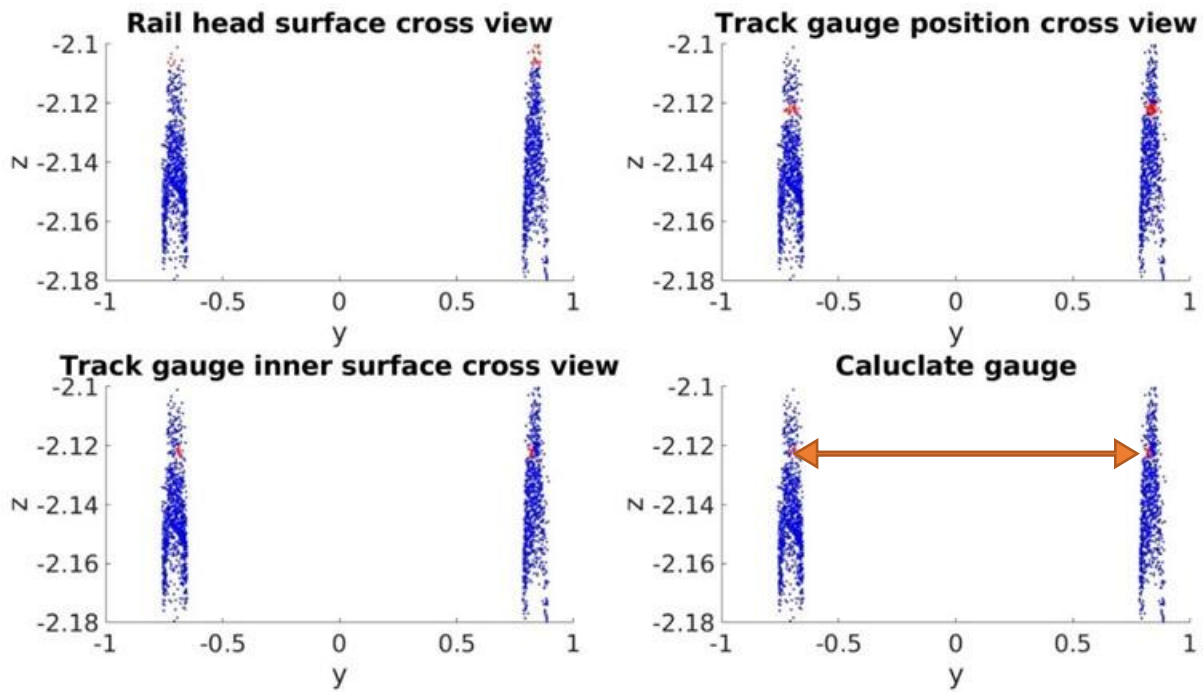 Rail head surface cross view
-2.1
-2.12
z -2.14
-2.16
-2.18
-1 -0.5 0 0.5 1
y
Track gauge position cross view
-2.1
-2.12
z -2.14
-2.16
-2.18
-1 -0.5 0 0.5 1
y
Track gauge inner surface cross view
-2.1
-2.12
z -2.14
-2.16
-2.18
-1 -0.5 0 0.5 1
y
Caluclate gauge
-2.1
-2.12
z -2.14
-2.16
-2.18
-1 -0.5 0 0.5 1
y